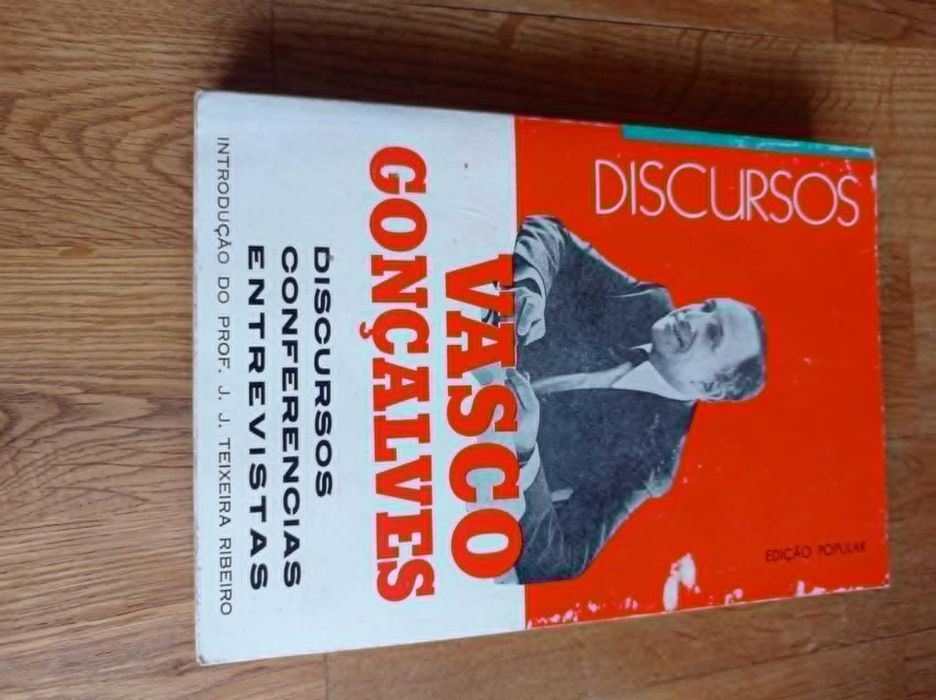 DISCURSOS
EDIÇÃO POPULAR
VASCO
GONÇALVES
DISCURSOS
CONFERENCIAS
ENTREVISTAS
INTRODUÇÃO DO PROF. J. J. TEIXEIRA RIBEIRO